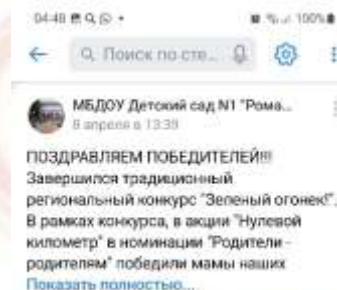 04:48
100%
Поиск по сте...
МБДОУ Детский сад N1 "Рома...
8 апреля в 13:39
ПОЗДРАВЛЯЕМ ПОБЕДИТЕЛЕЙ!!!
Завершился традиционный
региональный конкурс "Зеленый огонек!".
В рамках конкурса, в акции "Нулевой
километр" в номинации "Родители -
родителям" победили мамы наших
Показать полностью...